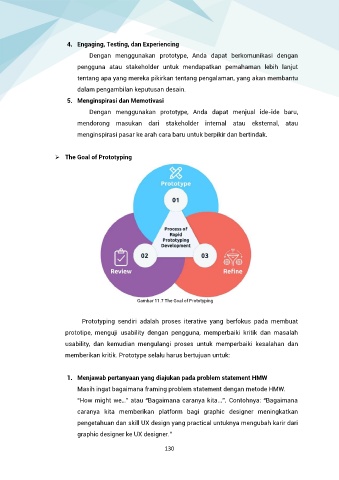 4. Engaging, Testing, dan Experiencing
Dengan menggunakan prototype, Anda dapat berkomunikasi dengan
pengguna atau stakeholder untuk mendapatkan pemahaman lebih lanjut
tentang apa yang mereka pikirkan tentang pengalaman, yang akan membantu
dalam pengambilan keputusan desain.
5. Menginspirasi dan Memotivasi
Dengan menggunakan prototype, Anda dapat menjual ide-ide baru,
mendorong masukan dari stakeholder internal atau eksternal, atau
menginspirasi pasar ke arah cara baru untuk berpikir dan bertindak.
➢ The Goal of Prototyping
Prototype
01
Process of
Rapid
Prototyping
Development
02
03
Review
Refine
Gambar 11.7 The Goal of Prototyping
Prototyping sendiri adalah proses iterative yang berfokus pada membuat
prototipe, menguji usability dengan pengguna, memperbaiki kritik dan masalah
usability, dan kemudian mengulangi proses untuk memperbaiki kesalahan dan
memberikan kritik. Prototype selalu harus bertujuan untuk:
1. Menjawab pertanyaan yang diajukan pada problem statement HMW
Masih ingat bagaimana framing problem statement dengan metode HMW.
"How might we..." atau "Bagaimana caranya kita...". Contohnya: "Bagaimana
caranya kita memberikan platform bagi graphic designer meningkatkan
pengetahuan dan skill UX design yang practical untuknya mengubah karir dari
graphic designer ke UX designer."
130